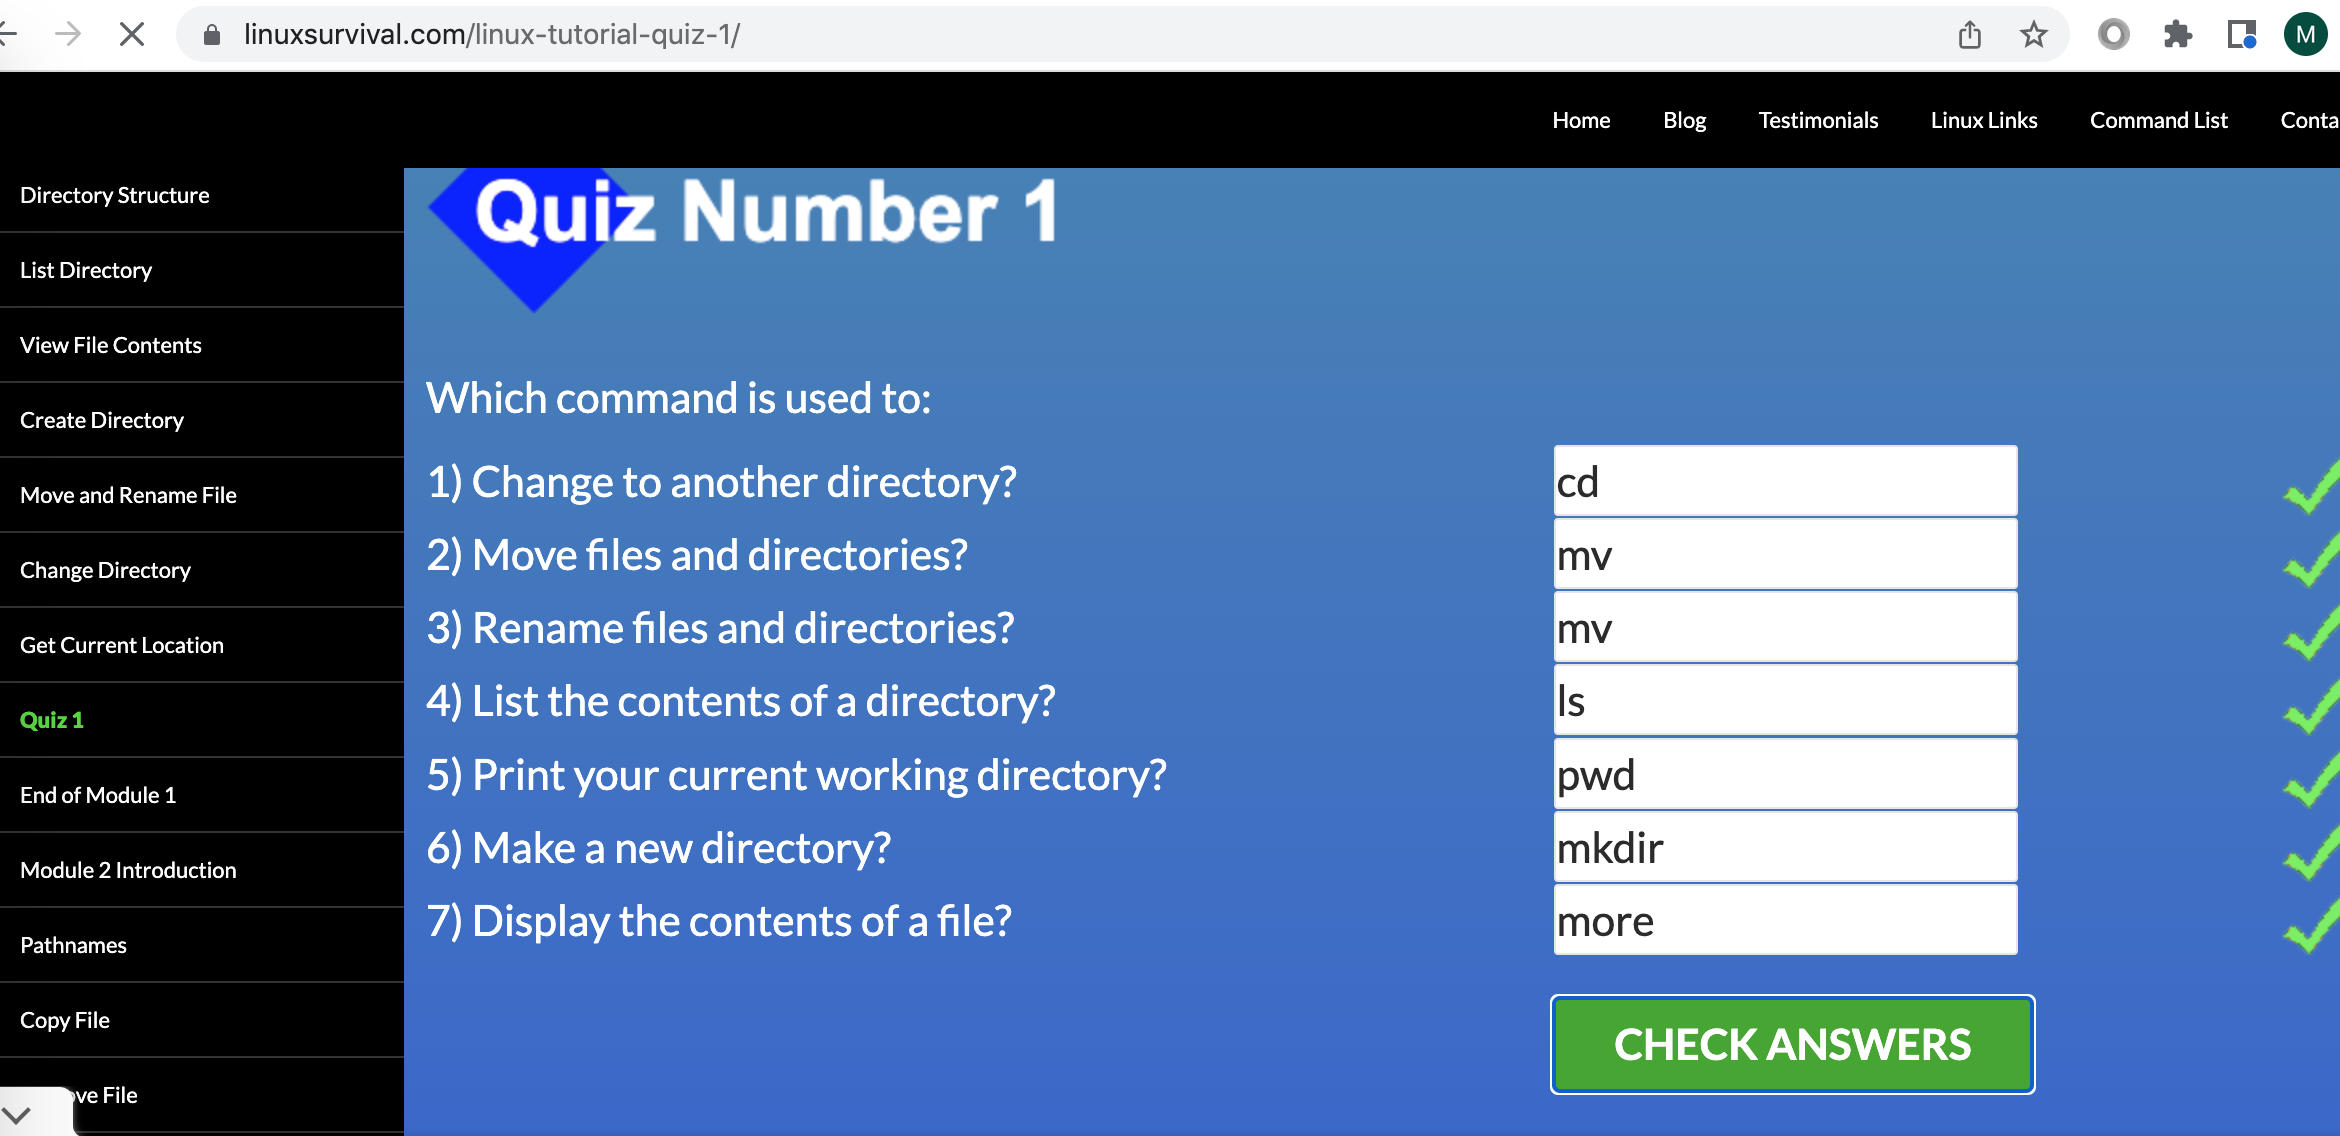 linuxsurvival.com/linux-tutorial-quiz-1/
M
Home Blog Testimonials Linux Links Command List Conta
Directory Structure
List Directory
View File Contents
Create Directory
Move and Rename File
Change Directory
Get Current Location
Quiz 1
End of Module 1
Module 2 Introduction
Pathnames
Copy File
ve File
Quiz Number 1
Which command is used to:
1) Change to another directory? cd
2) Move files and directories? mv
3) Rename files and directories? mv
4) List the contents of a directory? ls
5) Print your current working directory? pwd
6) Make a new directory? mkdir
7) Display the contents of a file? more
CHECK ANSWERS